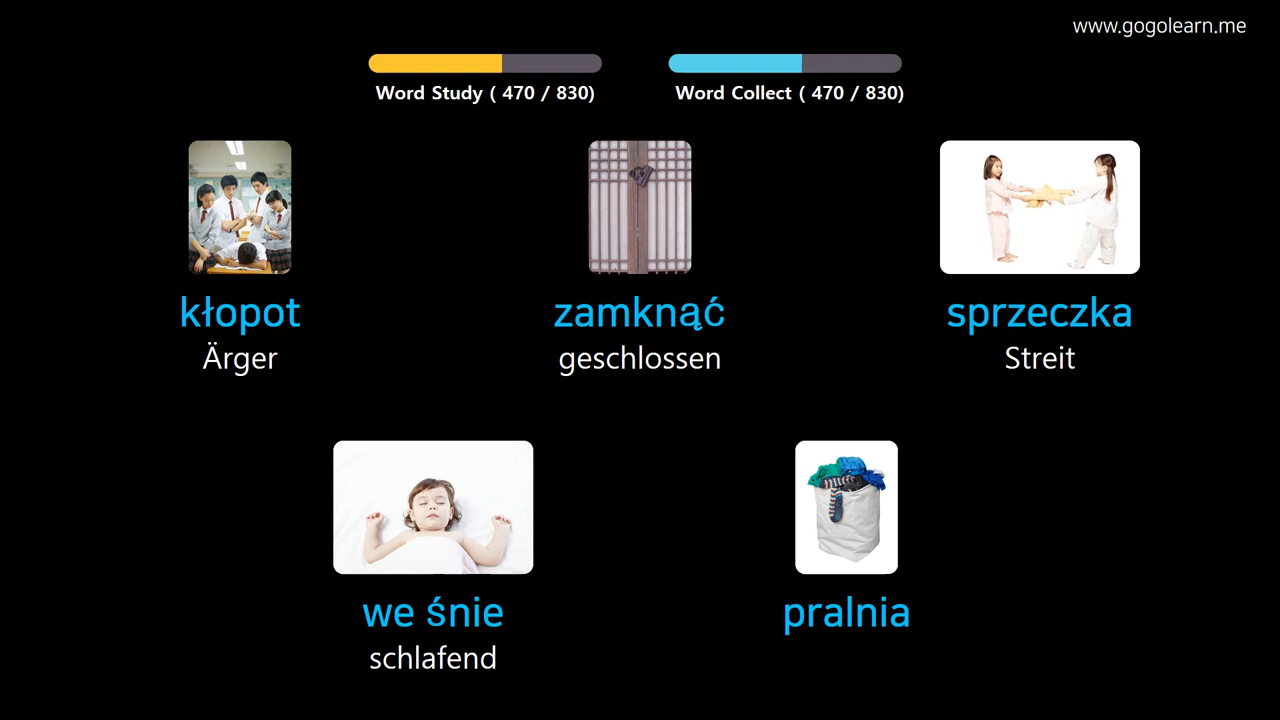 www.gogolearn.me
Word Study ( 470 / 830)
Word Collect ( 470 / 830)
kłopot
Ärger
zamknąć
geschlossen
sprzeczka
Streit
we śnie
schlafend
pralnia